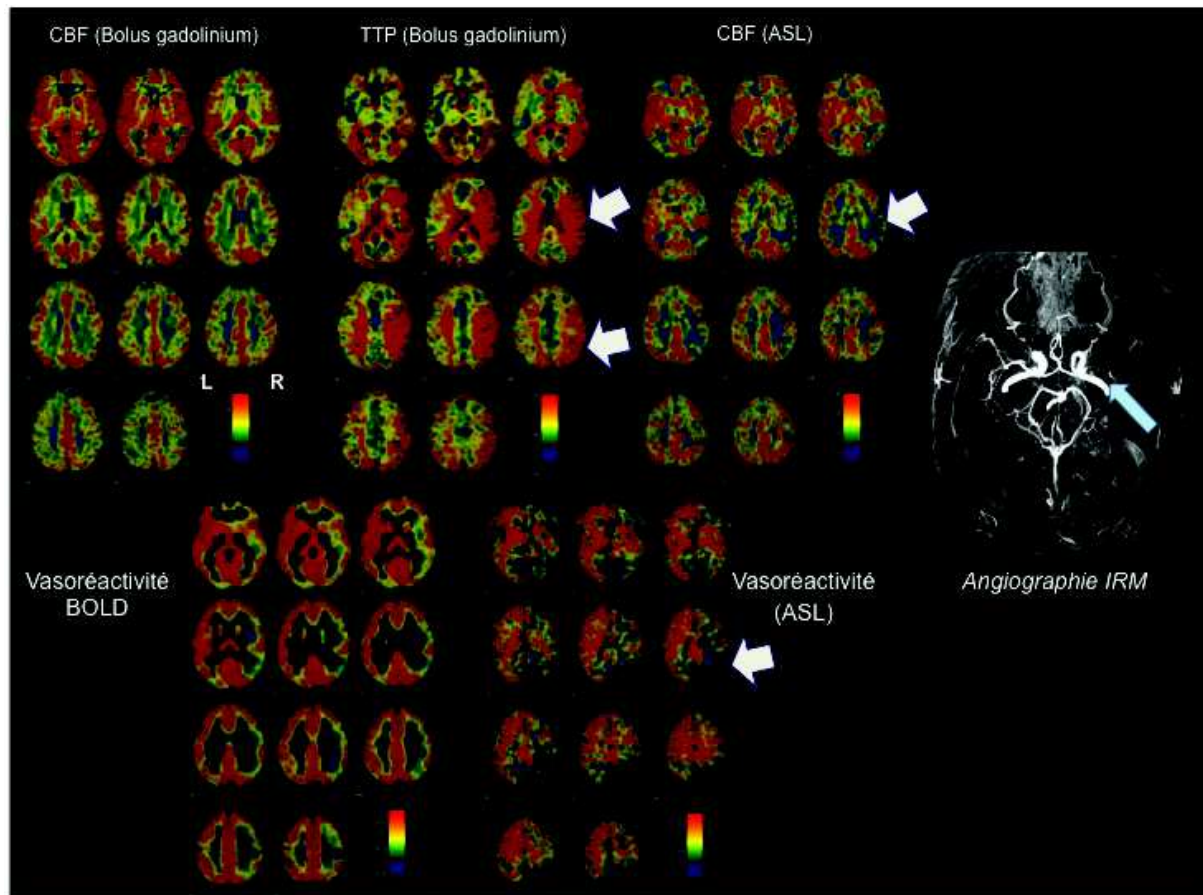 CBF (Bolus gadolinium)
TTP (Bolus gadolinium)
CBF (ASL)
L
R
Vasoréactivité
BOLD
Vasoréactivité
(ASL)
Angiographie IRM